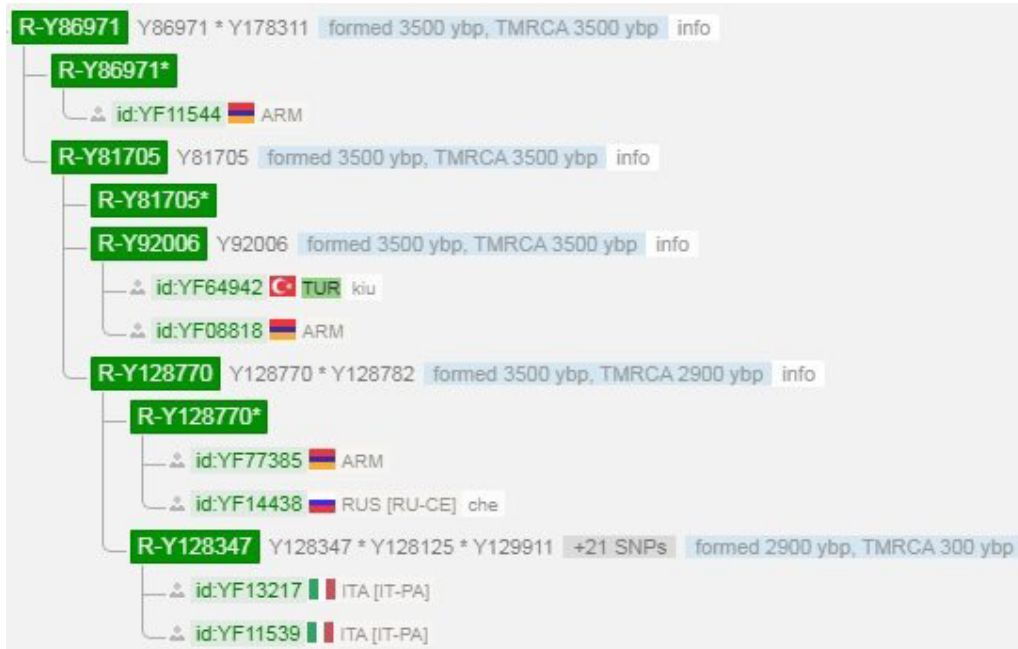 R-Y86971 Y86971 * Y178311 formed 3500 ybp, TMRCA 3500 ybp info
R-Y86971*
id:YF11544 ARM
R-Y81705 Y81705 formed 3500 ybp, TMRCA 3500 ybp info
R-Y81705*
R-Y92006 Y92006 formed 3500 ybp, TMRCA 3500 ybp info
id:YF64942 TUR kiu
id:YF08818 ARM
R-Y128770 Y128770 * Y128782 formed 3500 ybp, TMRCA 2900 ybp info
R-Y128770*
id:YF77385 ARM
id:YF14438 RUS [RU-CE] che
R-Y128347 Y128347 * Y128125 * Y129911 +21 SNPs formed 2900 ybp, TMRCA 300 ybp
id:YF13217 ITA [IT-PA]
id:YF11539 ITA [IT-PA]